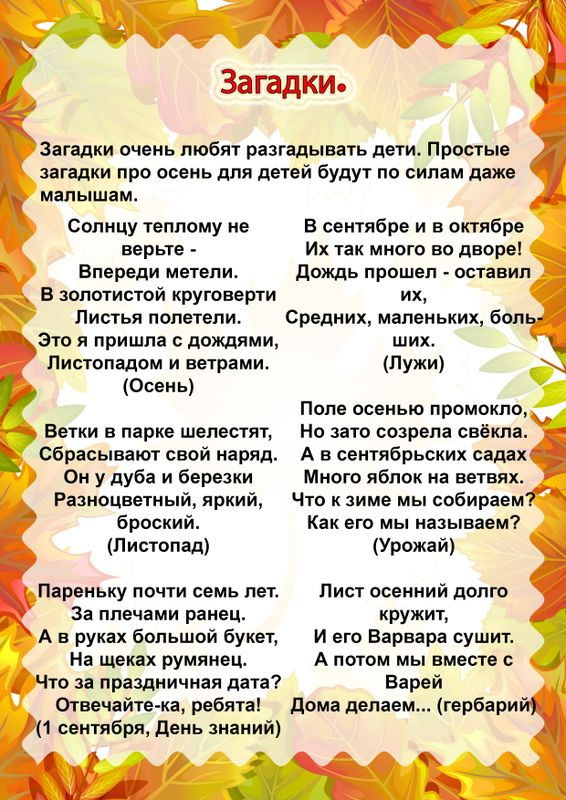 Загадки.
Загадки очень любят разгадывать дети. Простые
загадки про осень для детей будут по силам даже
малышам.
Солнцу теплому не
верьте -
Впереди метели.
В золотистой круговерти
Листья полетели.
Это я пришла с дождями,
Листопадом и ветрами.
(Осень)
Ветки в парке шелестят,
Сбрасывают свой наряд.
Он у дуба и березки
Разноцветный, яркий,
броский.
(Листопад)
Пареньку почти семь лет.
За плечами ранец.
А в руках большой букет,
На щеках румянец.
Что за праздничная дата?
Отвечайте-ка, ребята!
(1 сентября, День знаний)
В сентябре и в октябре
Их так много во дворе!
Дождь прошел - оставил
их,
Средних, маленьких, боль-
ших.
(Лужи)
Поле осенью промокло,
Но зато созрела свёкла.
А в сентябрьских садах
Много яблок на ветвях.
Что к зиме мы собираем?
Как его мы называем?
(Урожай)
Лист осенний долго
кружит,
И его Варвара сушит.
А потом мы вместе с
Варей
Дома делаем... (гербарий)